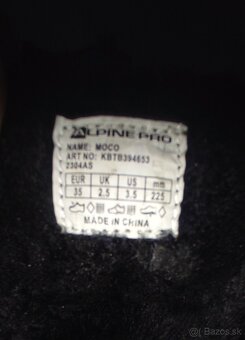 ALPINE PRO
NAME: MOCO
ART NO: KBTB394653
2304AS
EUR UK US mm
35 2.5 3.5 225
MADE IN CHINA
bazos.sk